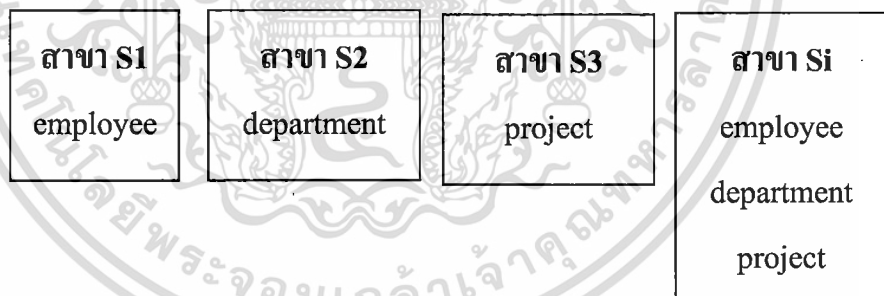 สาขา S1
employee
สาขา S2
department
สาขา S3
project
สาขา Si
employee
department
project